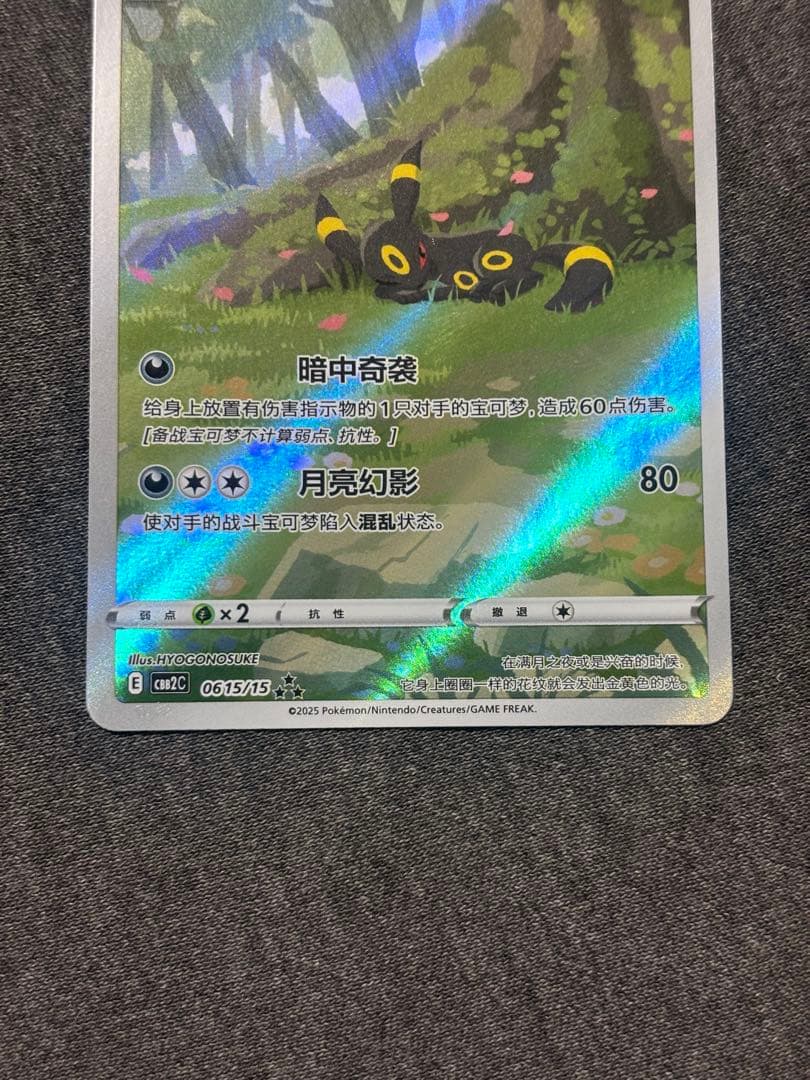 暗中奇袭
给身上放置有伤害指示物的1只对手的宝可梦,造成60点伤害。
[备战宝可梦不计算弱点、抗性。]
月亮幻影 80
使对手的战斗宝可梦陷入混乱状态。
弱点 ×2 抗性 撤退
Illus.HYOGONOSUKE
在满月之夜或是兴奋的时候,
它身上圈圈一样的花纹就会发出金黄色的光。
E CBB2C 0615/15
©2025 Pokémon/Nintendo/Creatures/GAME FREAK.